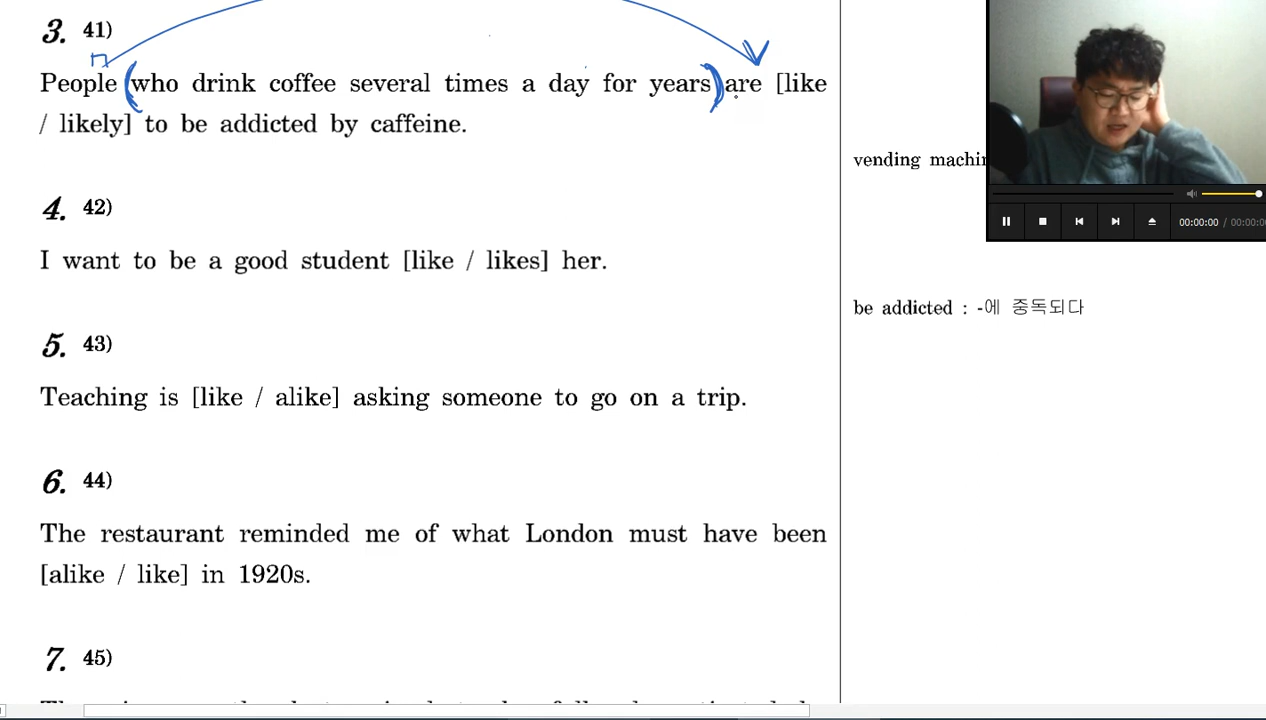 3. 41)
People (who drink coffee several times a day for years) are [like
/ likely] to be addicted by caffeine.
4. 42)
I want to be a good student [like / likes] her.
5. 43)
Teaching is [like / alike] asking someone to go on a trip.
6. 44)
The restaurant reminded me of what London must have been
[alike / like] in 1920s.
7. 45)
vending
be addicted : -에 중독되다
00:00:00 / 00:00:0